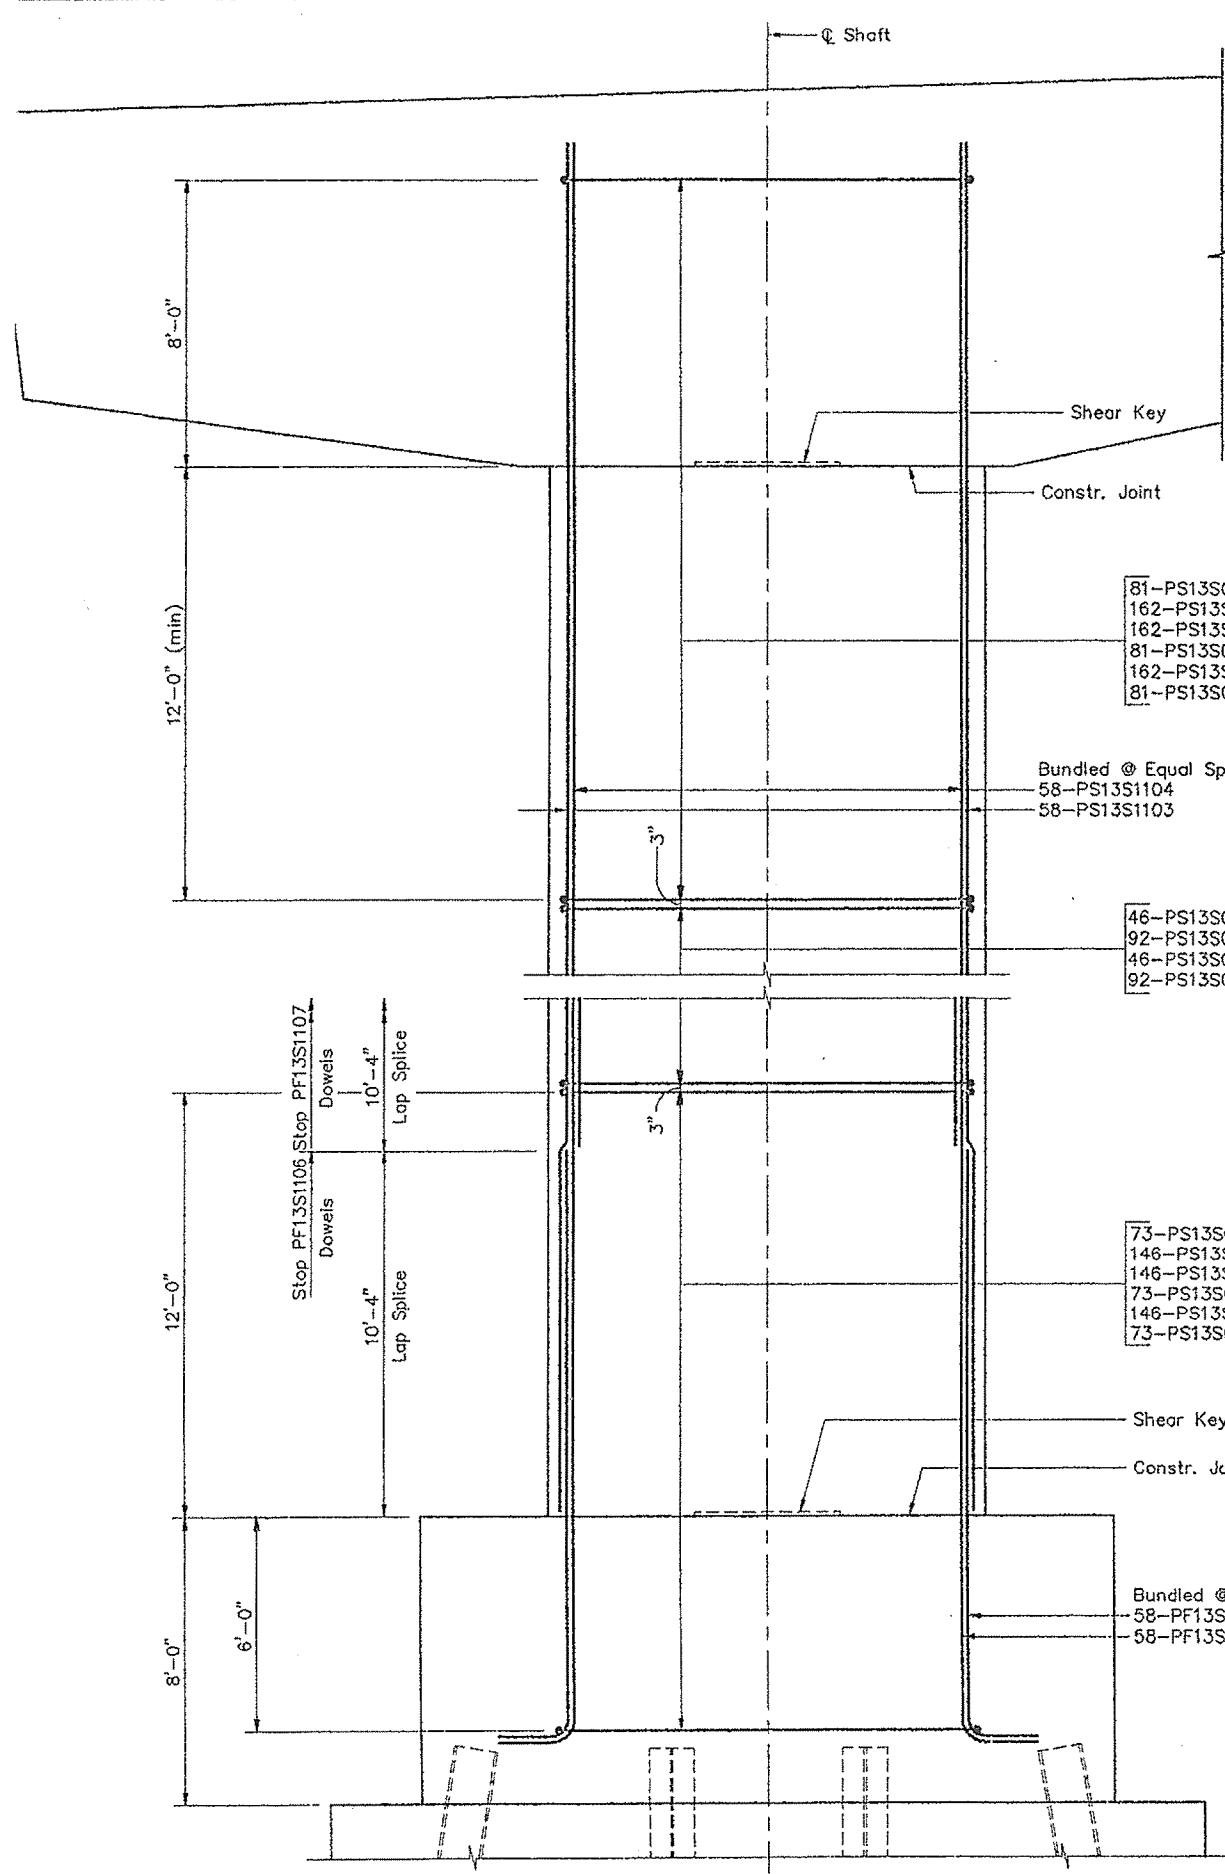 ℄ Shaft
8'-0"
Shear Key
Constr. Joint
12'-0" (min)
81-PS13S
162-PS13S
162-PS13S
81-PS13S
162-PS13S
81-PS13S
Bundled @ Equal Sp
58-PS13S1104
58-PS13S1103
3"
46-PS13S
92-PS13S
46-PS13S
92-PS13S
Stop PF13S1107
Dowels
10'-4"
Lap Splice
3"
Stop PF13S1106
Dowels
10'-4"
Lap Splice
12'-0"
73-PS13S
146-PS13S
146-PS13S
73-PS13S
146-PS13S
73-PS13S
Shear Key
Constr. Jo
6'-0"
8'-0"
Bundled @
58-PF13S
58-PF13S